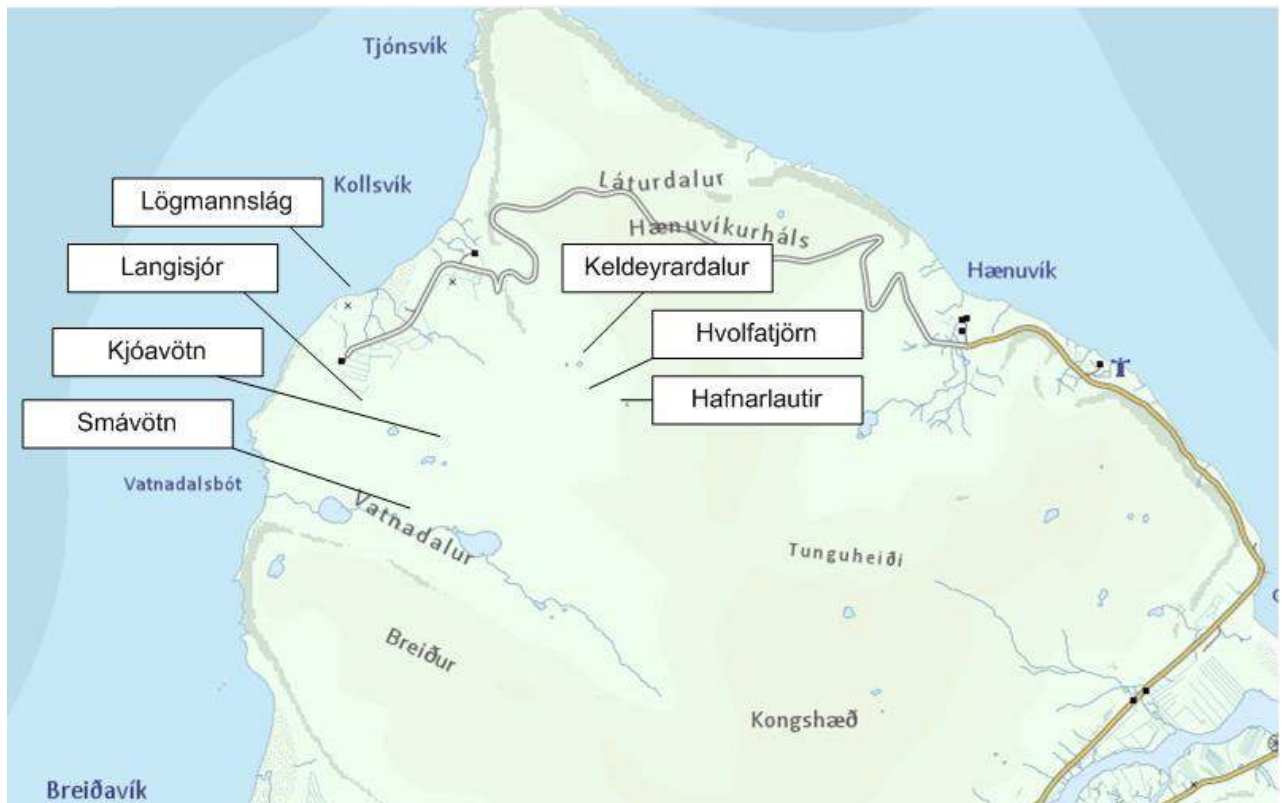 Tjónsvík
Kollsvík
Láturdalur
Lögmannslág
Hænuvíkurháls
Langisjór
Keldeyrardalur
Hænuvík
Kjóavötn
Hvolfatjörn
Hafnarlautir
Smávötn
Vatnadalsbót
Vatnadalur
Tunguheiði
Breiður
Kongshæð
Breiðavík